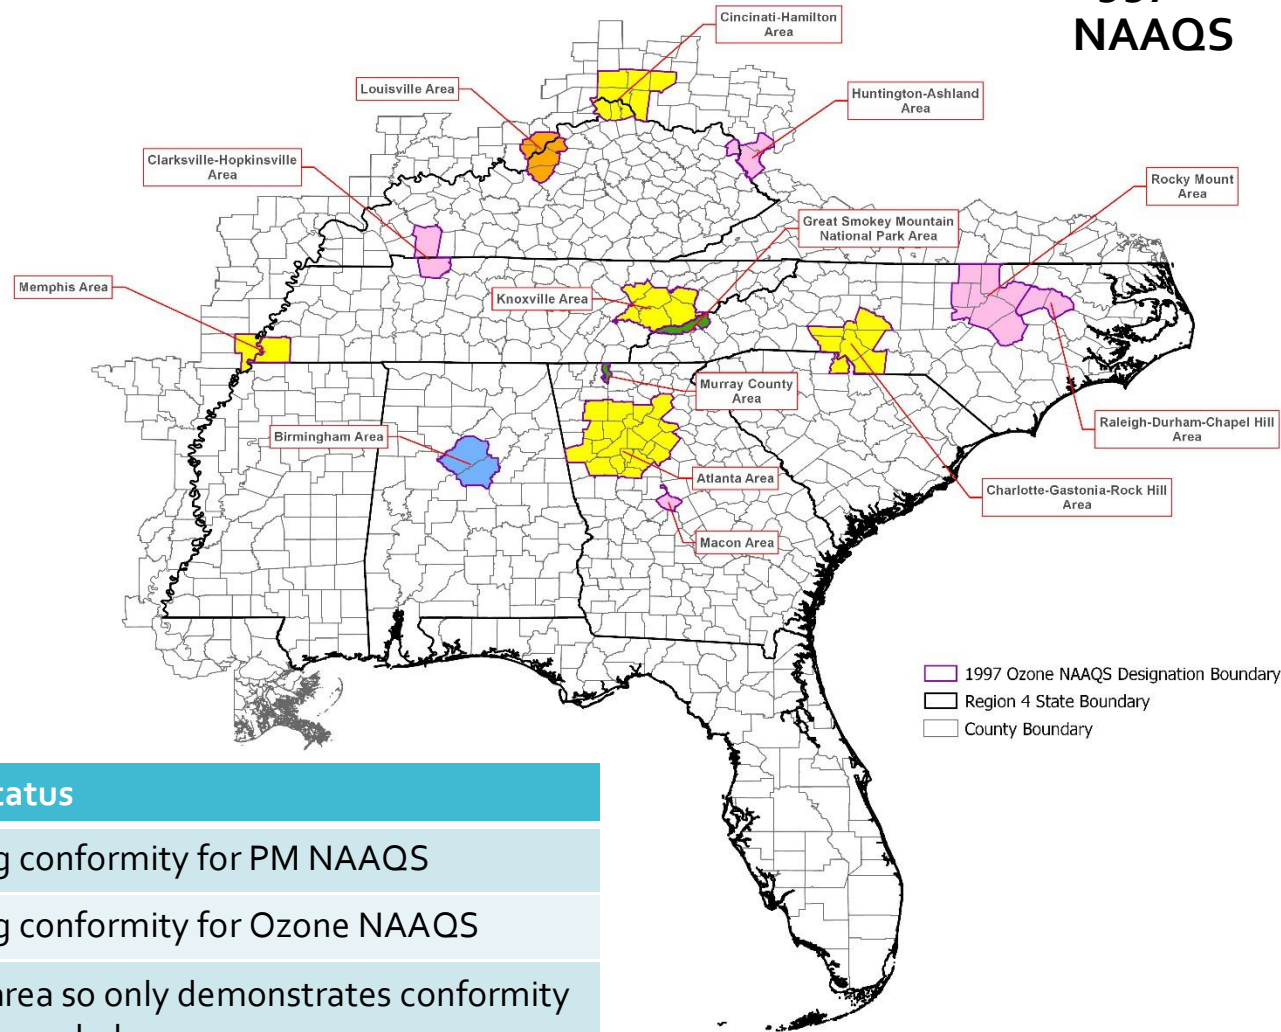 NAAQS
Cincinati-Hamilton
Area
Louisville Area
Huntington-Ashland
Area
Clarksville-Hopkinsville
Area
Rocky Mount
Area
Great Smokey Mountain
National Park Area
Memphis Area
Knoxville Area
Murray County
Area
Birmingham Area
Raleigh-Durham-Chapel Hill
Area
Atlanta Area
Charlotte-Gastonia-Rock Hill
Area
Macon Area
1997 Ozone NAAQS Designation Boundary
Region 4 State Boundary
County Boundary
conformity for PM NAAQS
conformity for Ozone NAAQS
area so only demonstrates conformity